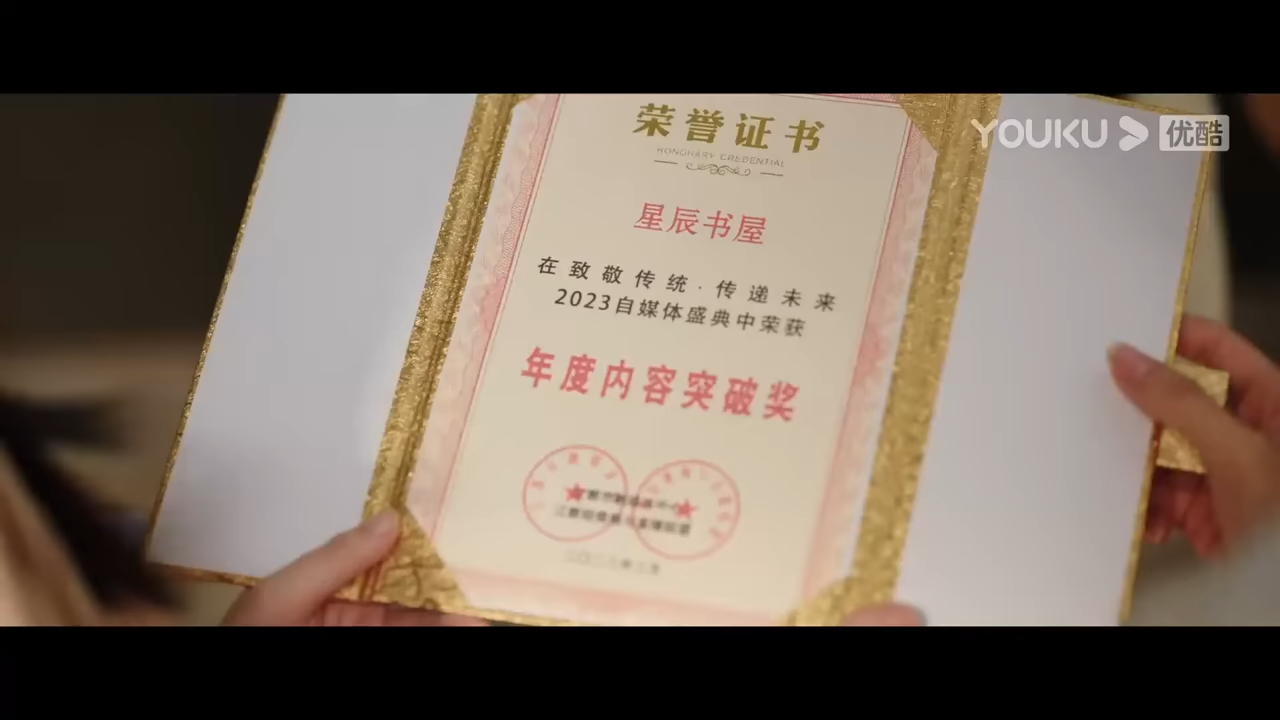 YOUKU 优酷
荣誉证书
HONORARY CREDENTIAL
星辰书屋
在致敬传统·传递未来
2023自媒体盛典中荣获
年度内容突破奖